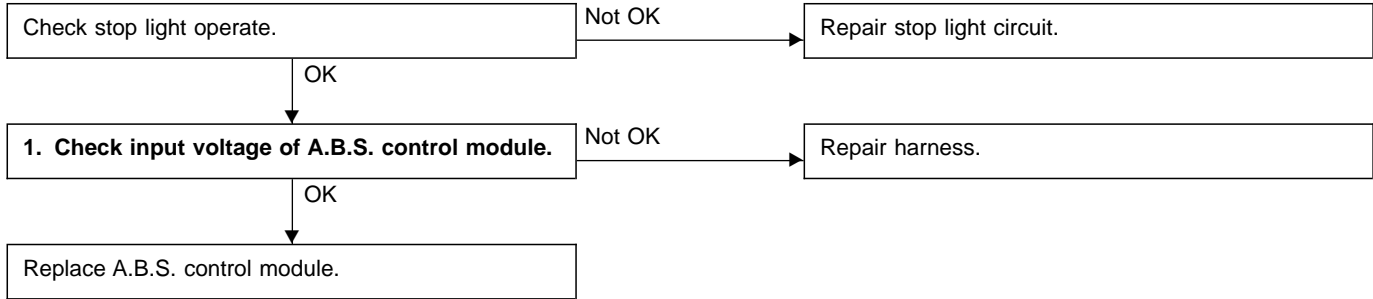 Check stop light operate.
Not OK
Repair stop light circuit.
OK
1. Check input voltage of A.B.S. control module.
Not OK
Repair harness.
OK
Replace A.B.S. control module.